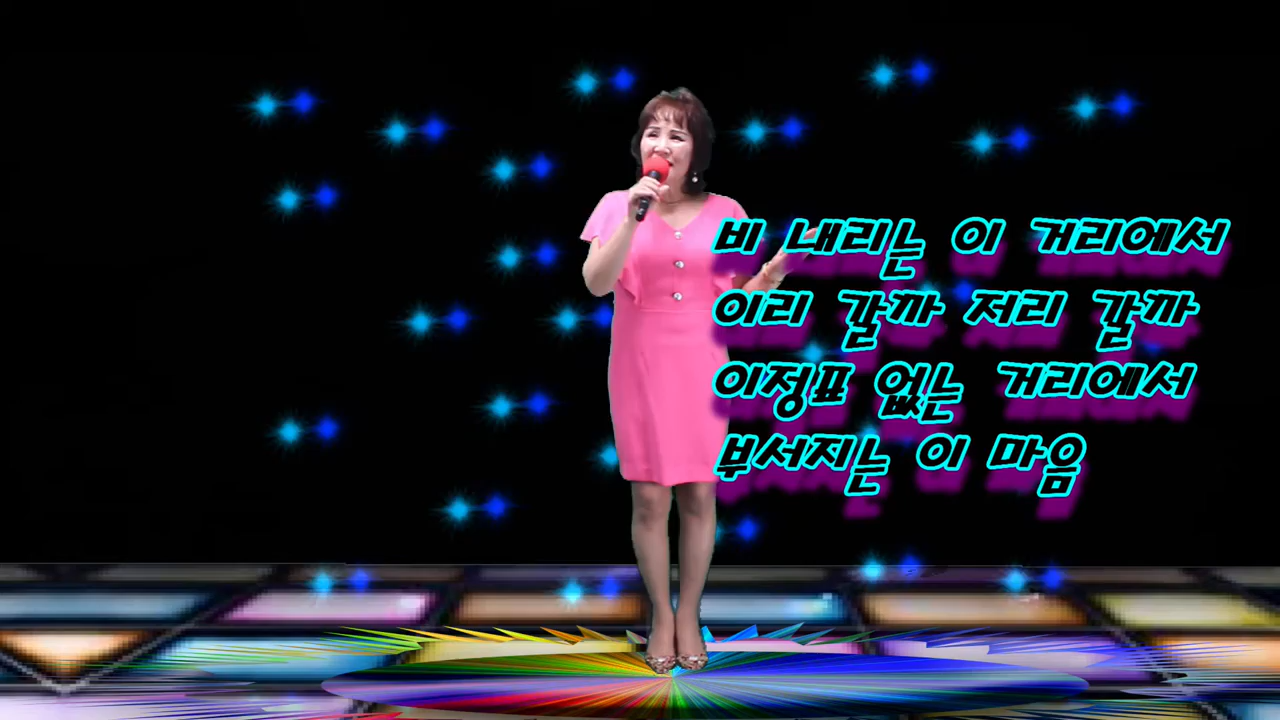 비 내리는 이 거리에서
이리 갈까 저리 갈까
이정표 없는 거리에서
부서지는 이 마음